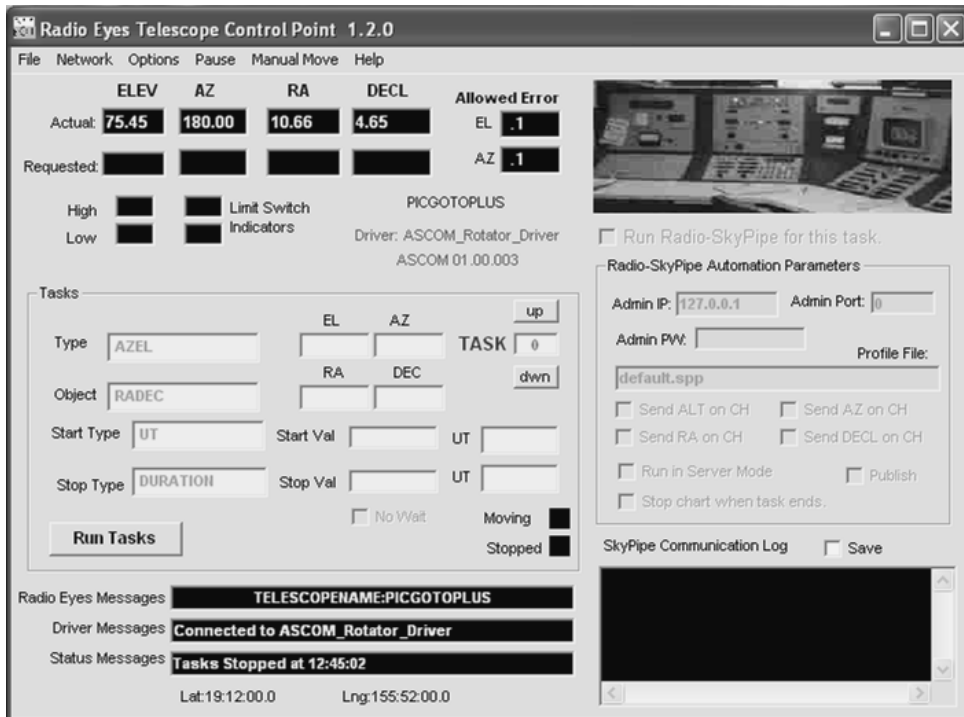 Radio Eyes Telescope Control Point 1.2.0
File Network Options Pause Manual Move Help
ELEV AZ RA DECL Allowed Error
Actual: 75.45 180.00 10.66 4.65 EL .1
Requested: AZ .1
High Limit Switch
Low Indicators
PICGOTOPLUS
Driver: ASCOM_Rotator_Driver
ASCOM 01.00.003
Run Radio-SkyPipe for this task.
Radio-SkyPipe Automation Parameters
Admin IP: 127.0.0.1 Admin Port: 0
Admin PW:
Profile File:
default.spp
Send ALT on CH Send AZ on CH
Send RA on CH Send DECL on CH
Run in Server Mode Publish
Stop chart when task ends.
Tasks
EL AZ up
Type AZEL TASK 0
RA DEC dwn
Object RADEC
Start Type UT Start Val UT
Stop Type DURATION Stop Val UT
No Wait Moving
Run Tasks Stopped
SkyPipe Communication Log Save
Radio Eyes Messages TELESCOPENAME:PICGOTOPLUS
Driver Messages Connected to ASCOM_Rotator_Driver
Status Messages Tasks Stopped at 12:45:02
Lat:19:12:00.0 Lng:155:52:00.0